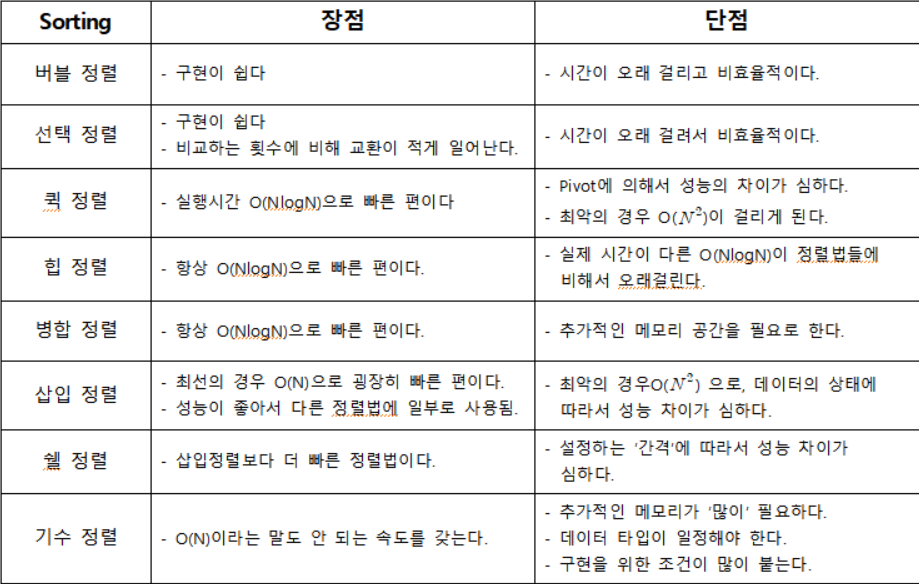 Sorting 장점 단점
버블 정렬 - 구현이 쉽다 - 시간이 오래 걸리고 비효율적이다.
선택 정렬 - 구현이 쉽다
- 비교하는 횟수에 비해 교환이 적게 일어난다. - 시간이 오래 걸려서 비효율적이다.
퀵 정렬 - 실행시간 O(NlogN)으로 빠른 편이다 - Pivot에 의해서 성능의 차이가 심하다.
- 최악의 경우 O(N²)이 걸리게 된다.
힙 정렬 - 항상 O(NlogN)으로 빠른 편이다. - 실제 시간이 다른 O(NlogN)이 정렬법들에
비해서 오래걸린다.
병합 정렬 - 항상 O(NlogN)으로 빠른 편이다. - 추가적인 메모리 공간을 필요로 한다.
삽입 정렬 - 최선의 경우 O(N)으로 굉장히 빠른 편이다.
- 성능이 좋아서 다른 정렬법에 일부로 사용됨. - 최악의 경우O(N²) 으로, 데이터의 상태에
따라서 성능 차이가 심하다.
쉘 정렬 - 삽입정렬보다 더 빠른 정렬법이다. - 설정하는 '간격'에 따라서 성능 차이가
심하다.
기수 정렬 - O(N)이라는 말도 안 되는 속도를 갖는다. - 추가적인 메모리가 '많이' 필요하다.
- 데이터 타입이 일정해야 한다.
- 구현을 위한 조건이 많이 붙는다.